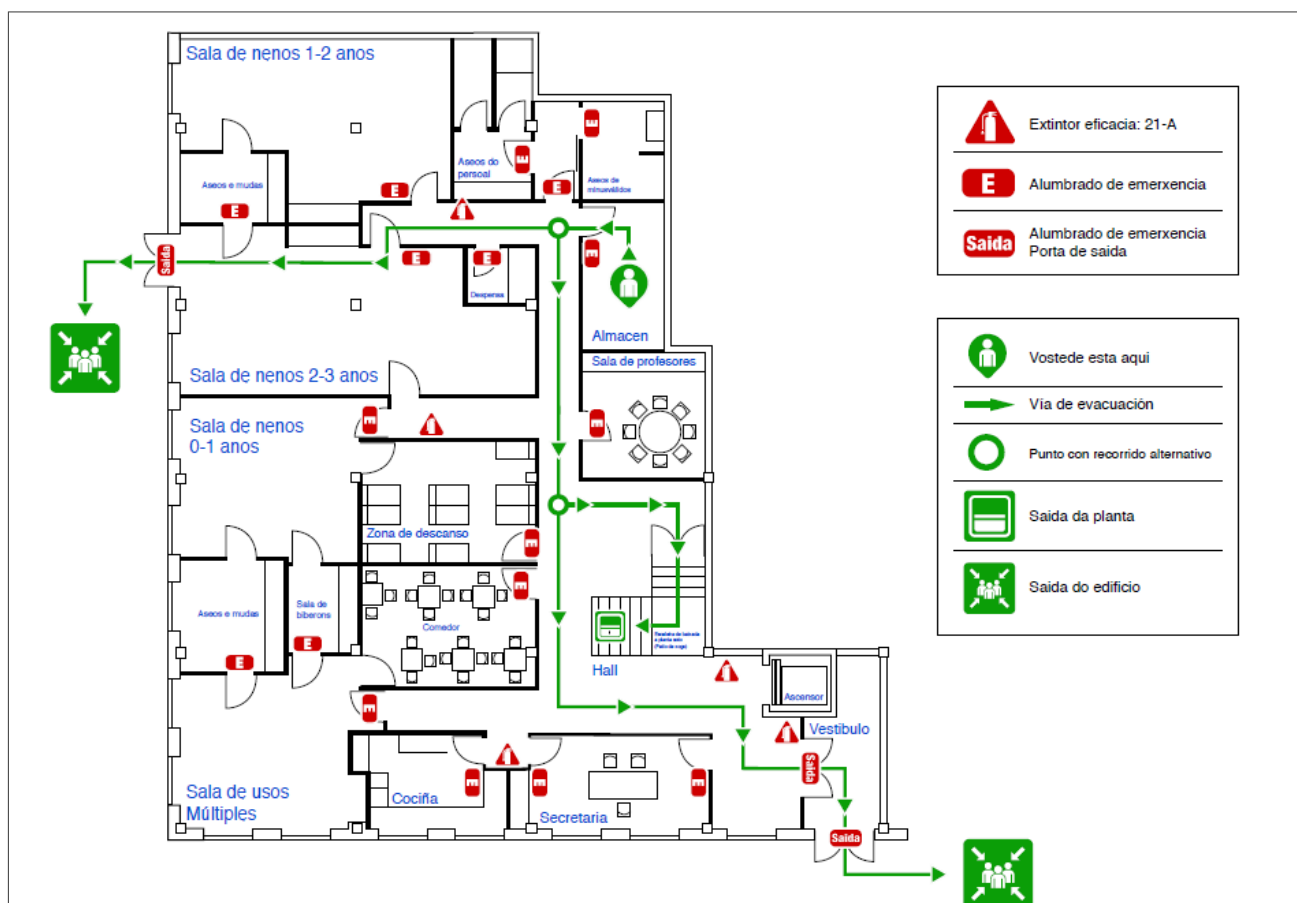 Sala de nenos 1-2 anos
Aseos do
persoal
E
E
Aseos e mudas
E
E
E
Aseos de
minusválidos
E
Saida
E
E
Despensa
E
Almacen
Sala de profesores
Sala de nenos 2-3 anos
Sala de nenos
0-1 anos
E
E
Zona de descanso
E
E
Aseos e mudas
Sala de
biberons
Comedor
E
E
Hall
Ascensor
Vestibulo
E
Saida
Sala de usos
Múltiples
Cociña
E
E
Secretaria
E
Saida
Extintor eficacia: 21-A
E
Alumbrado de emerxencia
Saida
Alumbrado de emerxencia
Porta de saida
Vostede esta aqui
Vía de evacuación
Punto con recorrido alternativo
Saida da planta
Saida do edificio